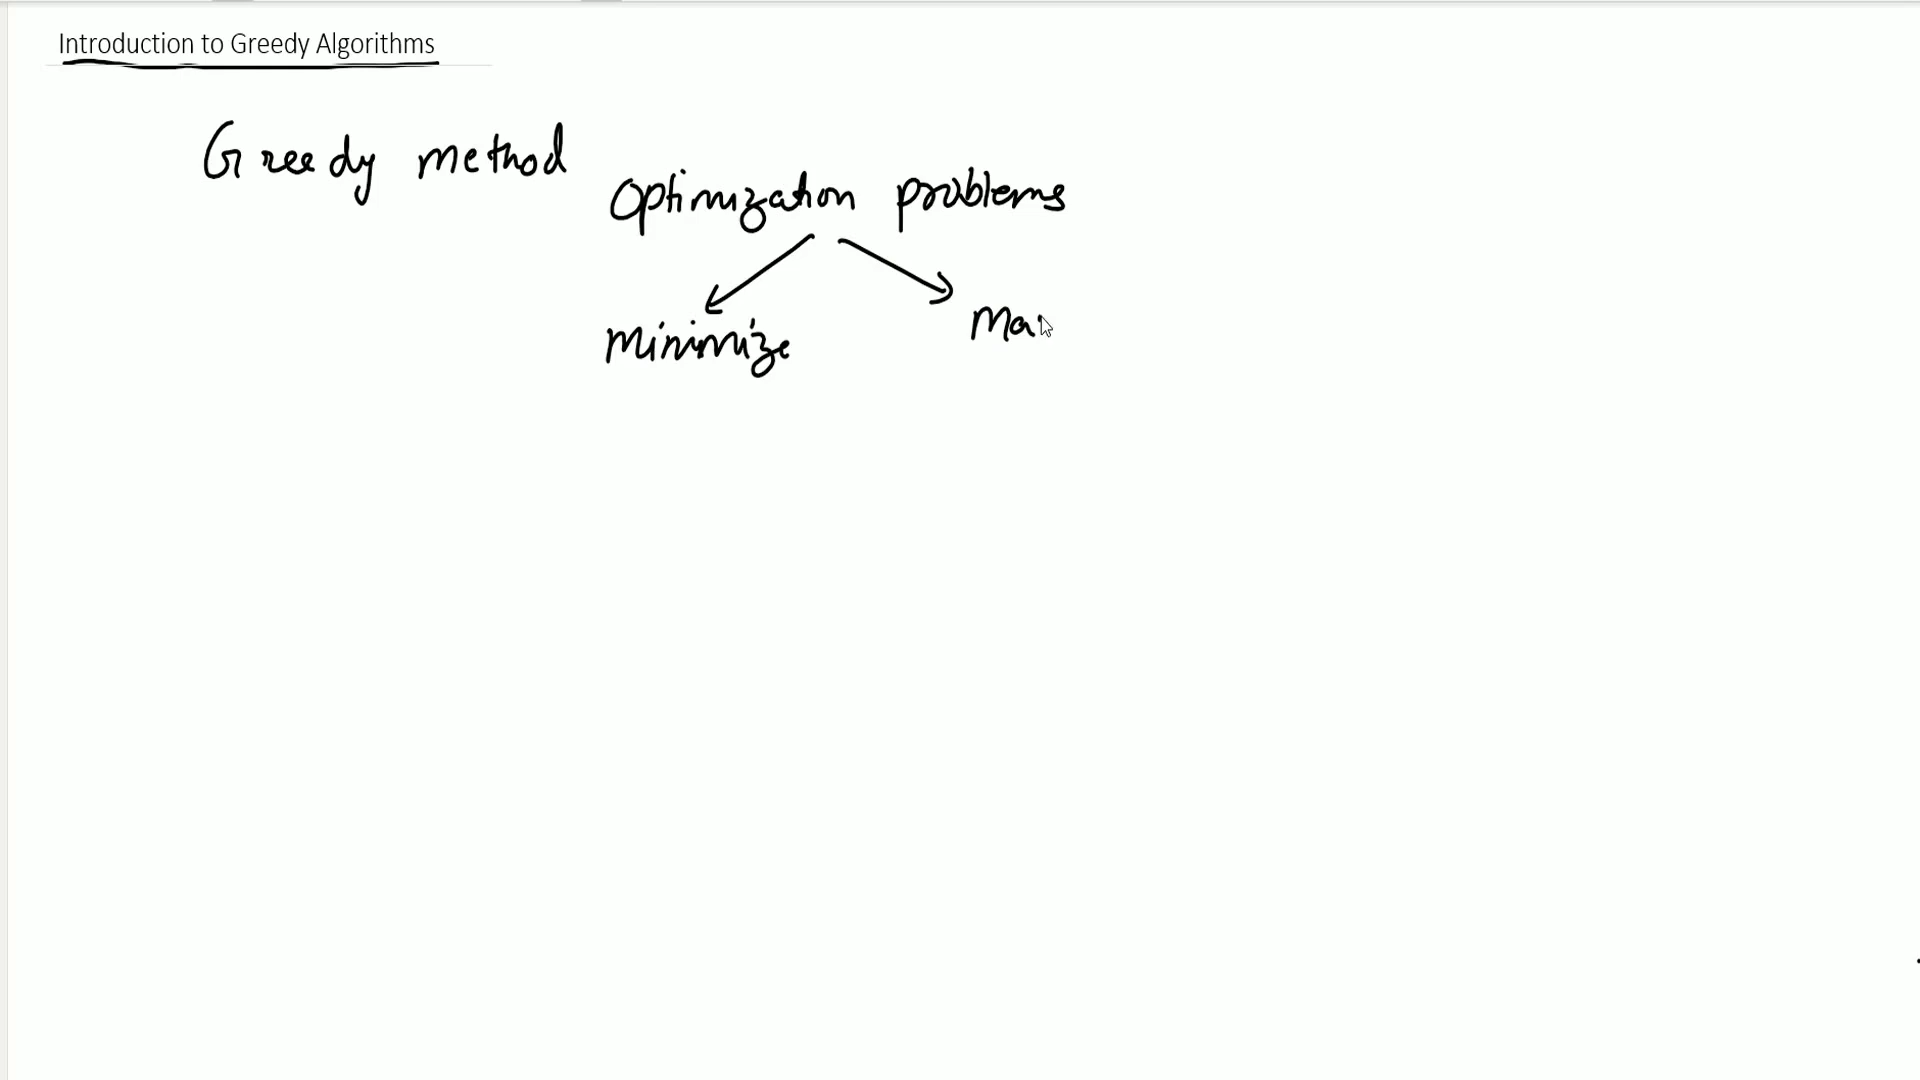 Introduction to Greedy Algorithms
Greedy method
Optimization problems
Minimize
Ma